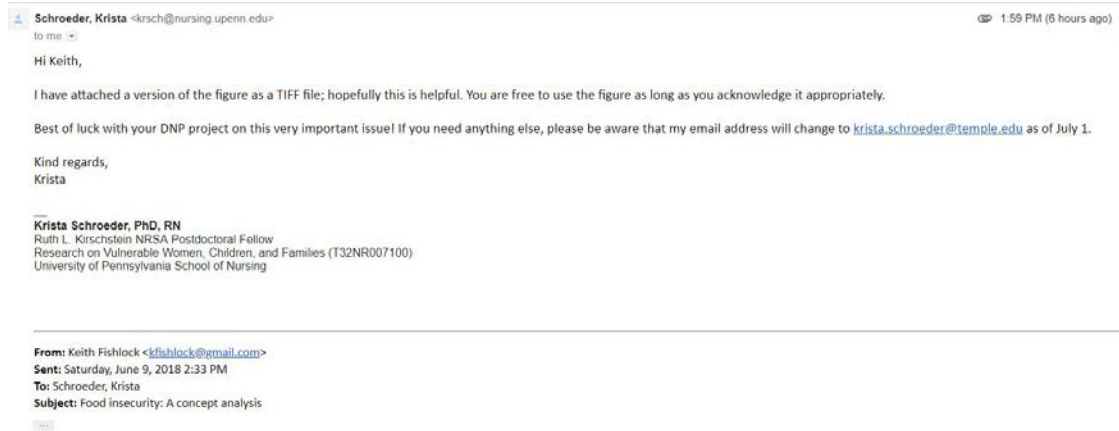 Schroeder, Krista <krsch@nursing.upenn.edu>
1:59 PM (6 hours ago)
to me
Hi Keith,
I have attached a version of the figure as a TIFF file; hopefully this is helpful. You are free to use the figure as long as you acknowledge it appropriately.
Best of luck with your DNP project on this very important issue! If you need anything else, please be aware that my email address will change to krista.schroeder@temple.edu as of July 1.
Kind regards,
Krista
Krista Schroeder, PhD, RN
Ruth L. Kirschstein NRSA Postdoctoral Fellow
Research on Vulnerable Women, Children, and Families (T32NR007100)
University of Pennsylvania School of Nursing
From: Keith Fishlock <kfishlock@gmail.com>
Sent: Saturday, June 9, 2018 2:33 PM
To: Schroeder, Krista
Subject: Food insecurity: A concept analysis
...